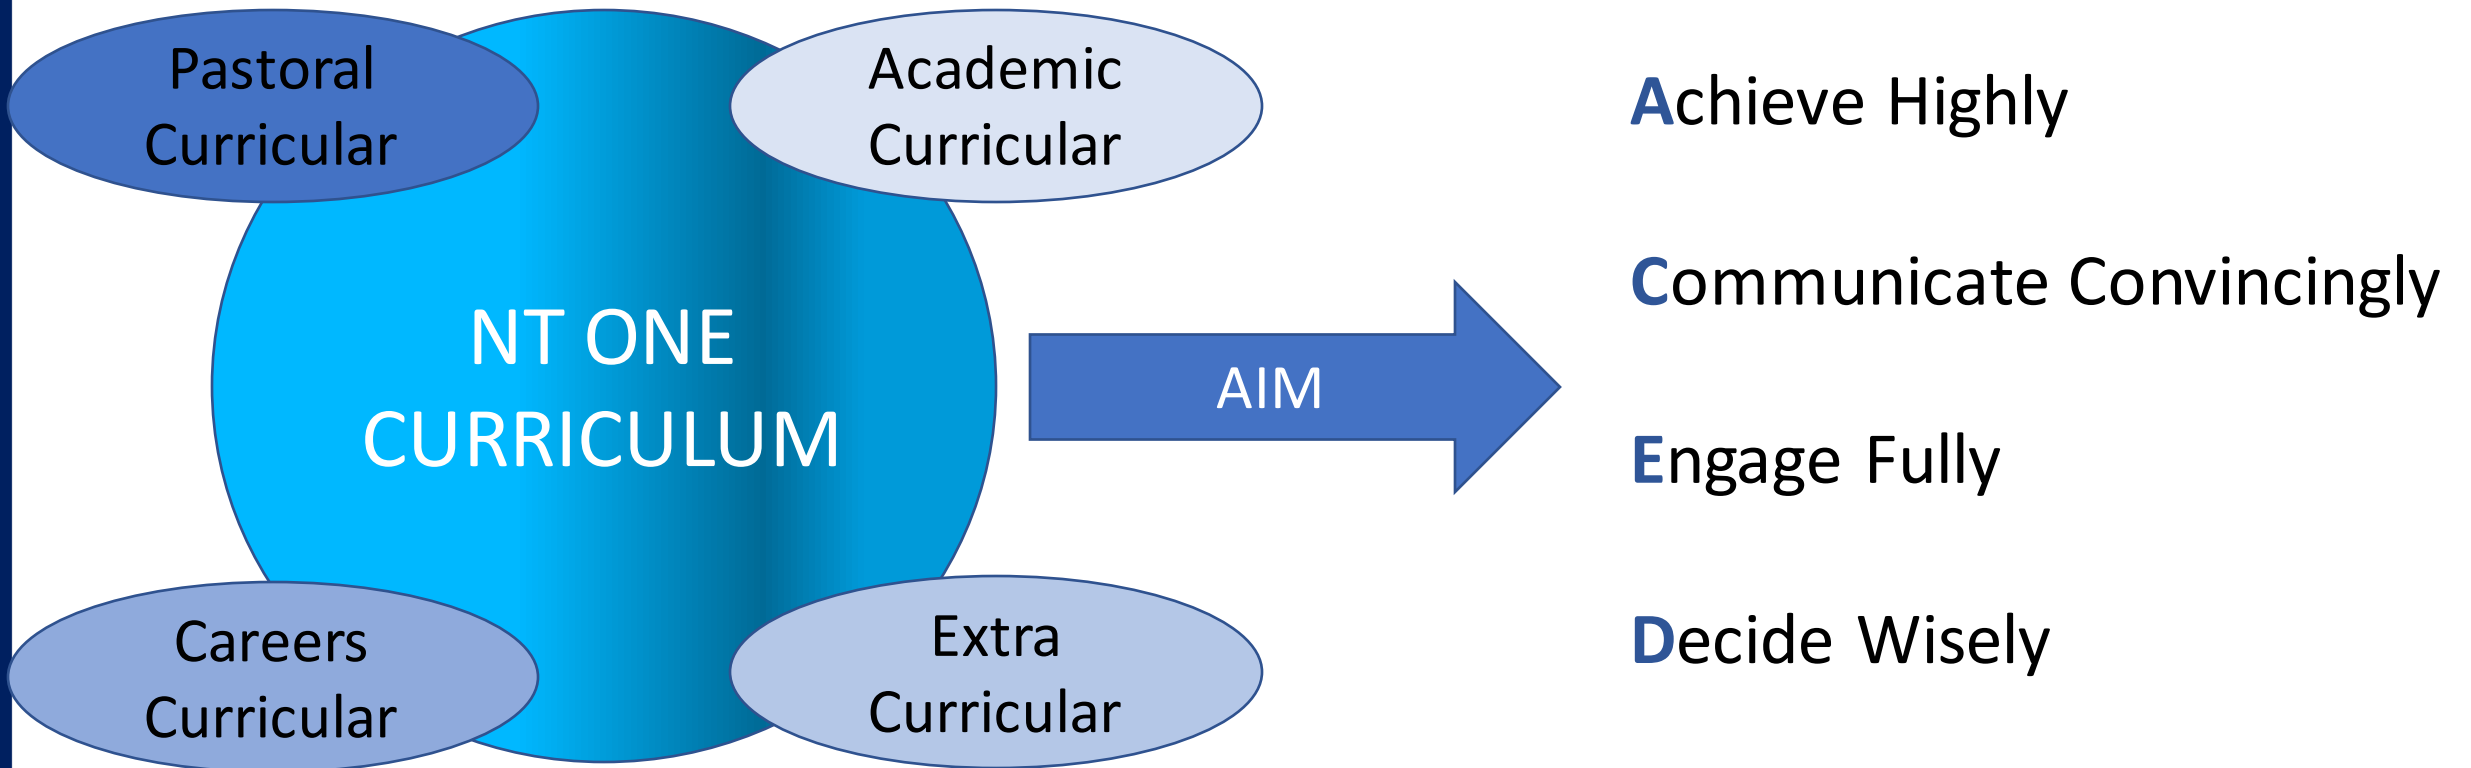 Pastoral
Curricular
Academic
Curricular
NT ONE
CURRICULUM
Careers
Curricular
Extra
Curricular
AIM
Achieve Highly
Communicate Convincingly
Engage Fully
Decide Wisely